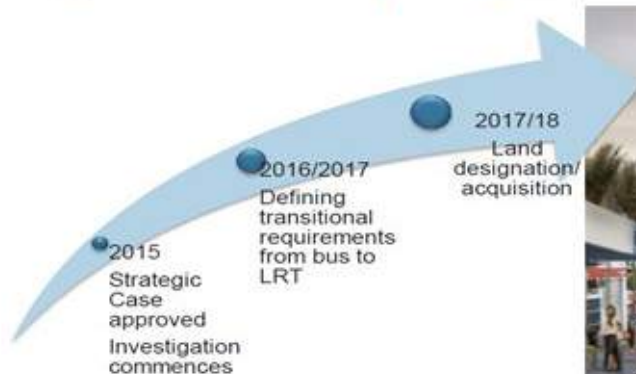 2015
Strategic
Case
approved
Investigation
commences
2016/2017
Defining
transitional
requirements
from bus to
LRT
2017/18
Land
designation/
acquisition